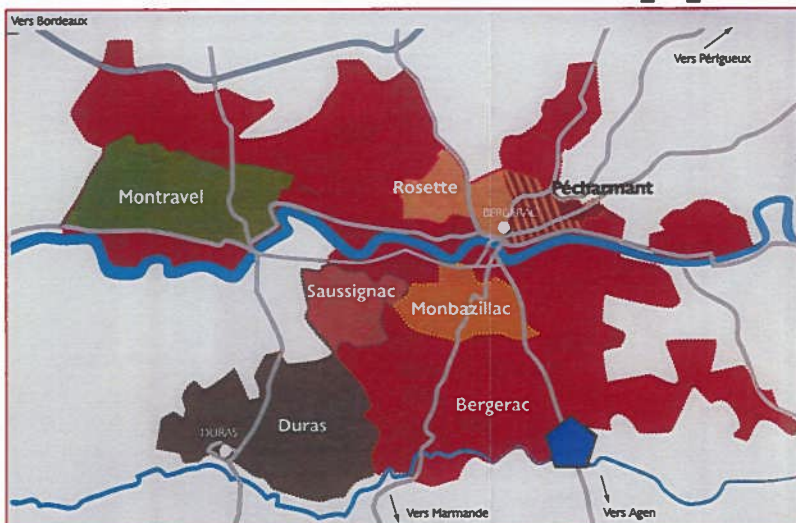 Vers Bordeaux
Vers Périgueux
Montravel
Rosette
Pécharmant
BERGERAC
Saussignac
Monbazillac
Bergerac
Duras
DURAS
Vers Marmande
Vers Agen